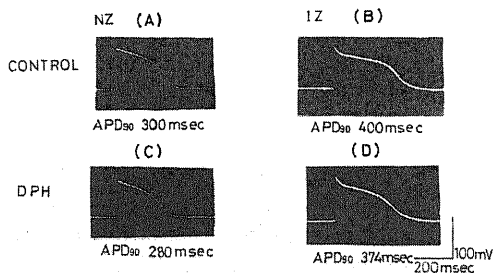 NZ (A) IZ (B)
CONTROL
APD90 300msec APD90 400msec
(C) (D)
DPH
APD90 280msec APD90 374msec
100mV
200msec